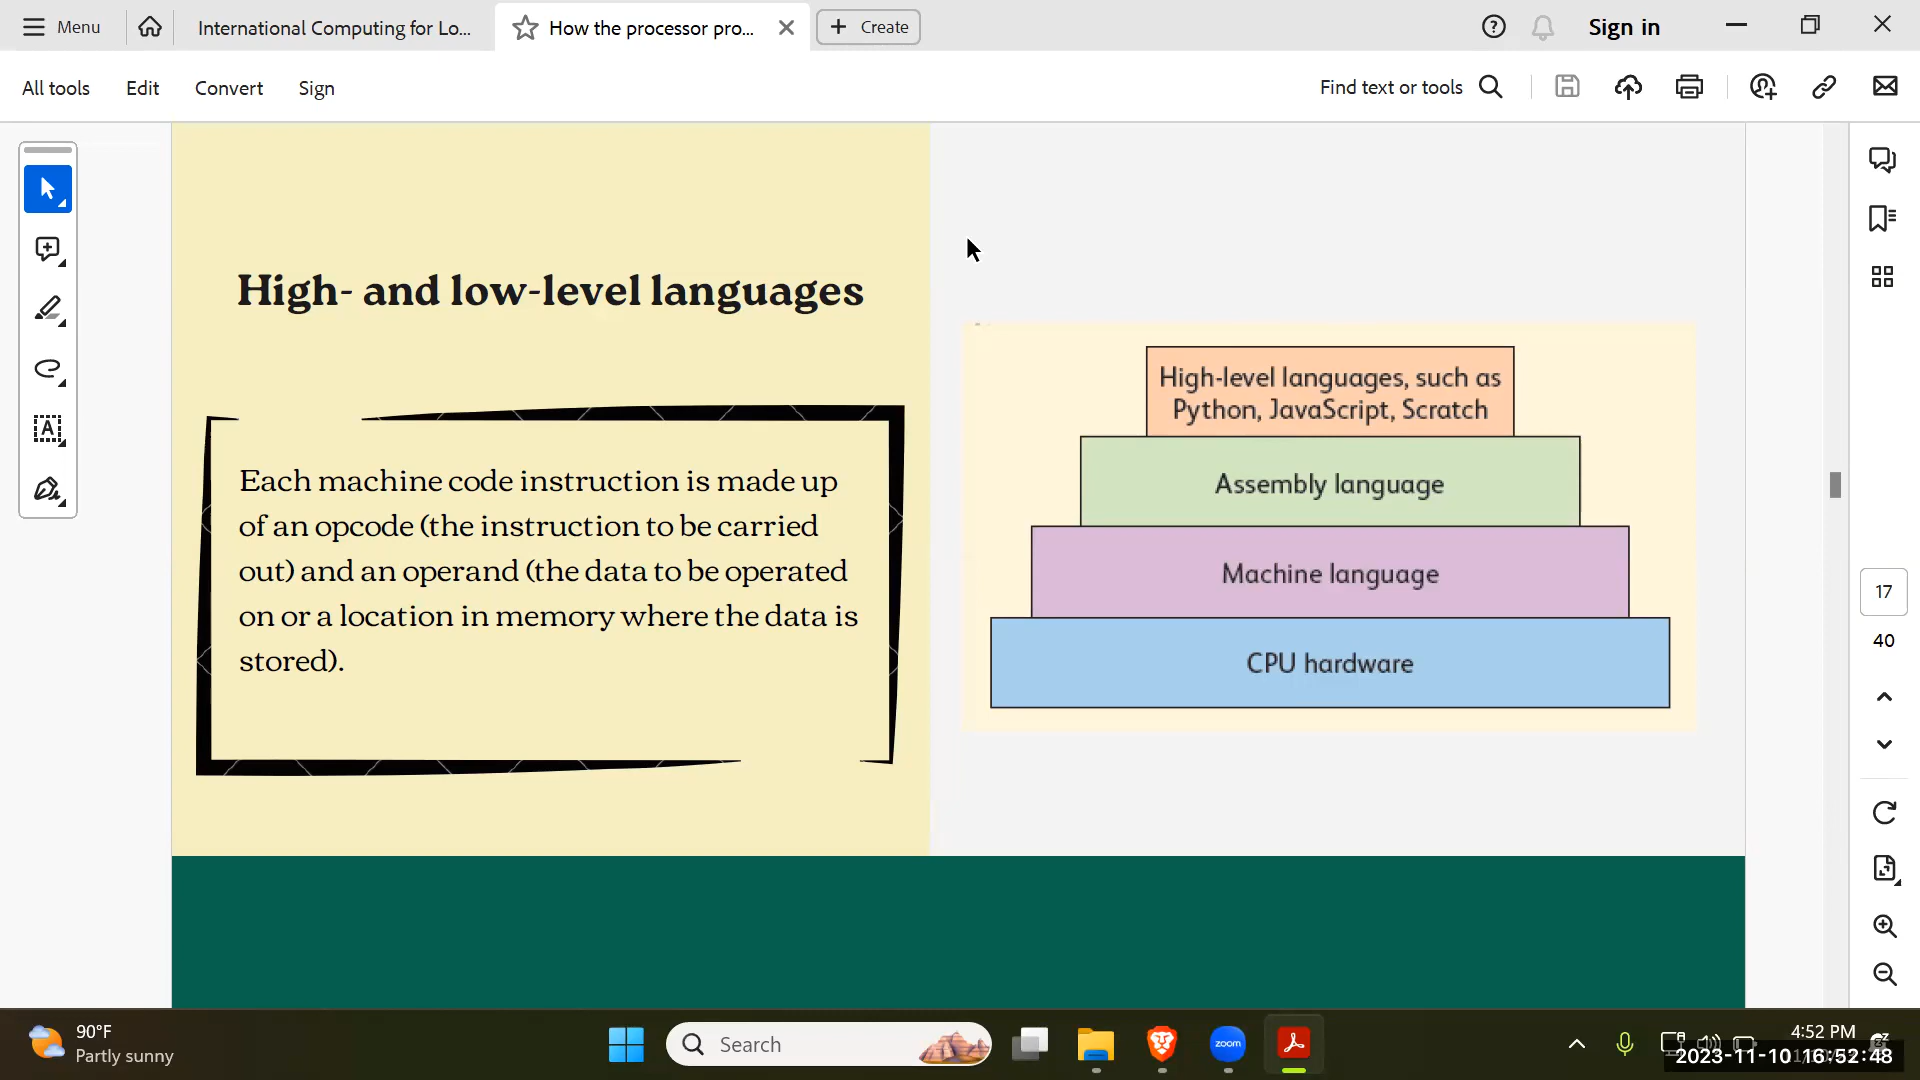 Menu
International Computing for Lo...
How the processor pro...
Create
Sign in
All tools
Edit
Convert
Sign
Find text or tools
High- and low-level languages
Each machine code instruction is made up
of an opcode (the instruction to be carried
out) and an operand (the data to be operated
on or a location in memory where the data is
stored).
High-level languages, such as
Python, JavaScript, Scratch
Assembly language
Machine language
CPU hardware
17
40
90°F
Partly sunny
Search
zoom
4:52 PM
2023-11-10 16:52:48